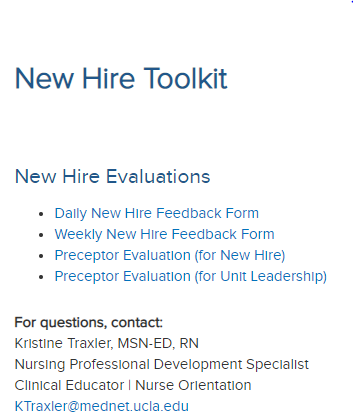 New Hire Toolkit
New Hire Evaluations
• Daily New Hire Feedback Form
• Weekly New Hire Feedback Form
• Preceptor Evaluation (for New Hire)
• Preceptor Evaluation (for Unit Leadership)
For questions, contact:
Kristine Traxler, MSN-ED, RN
Nursing Professional Development Specialist
Clinical Educator | Nurse Orientation
KTraxler@mednet.ucla.edu